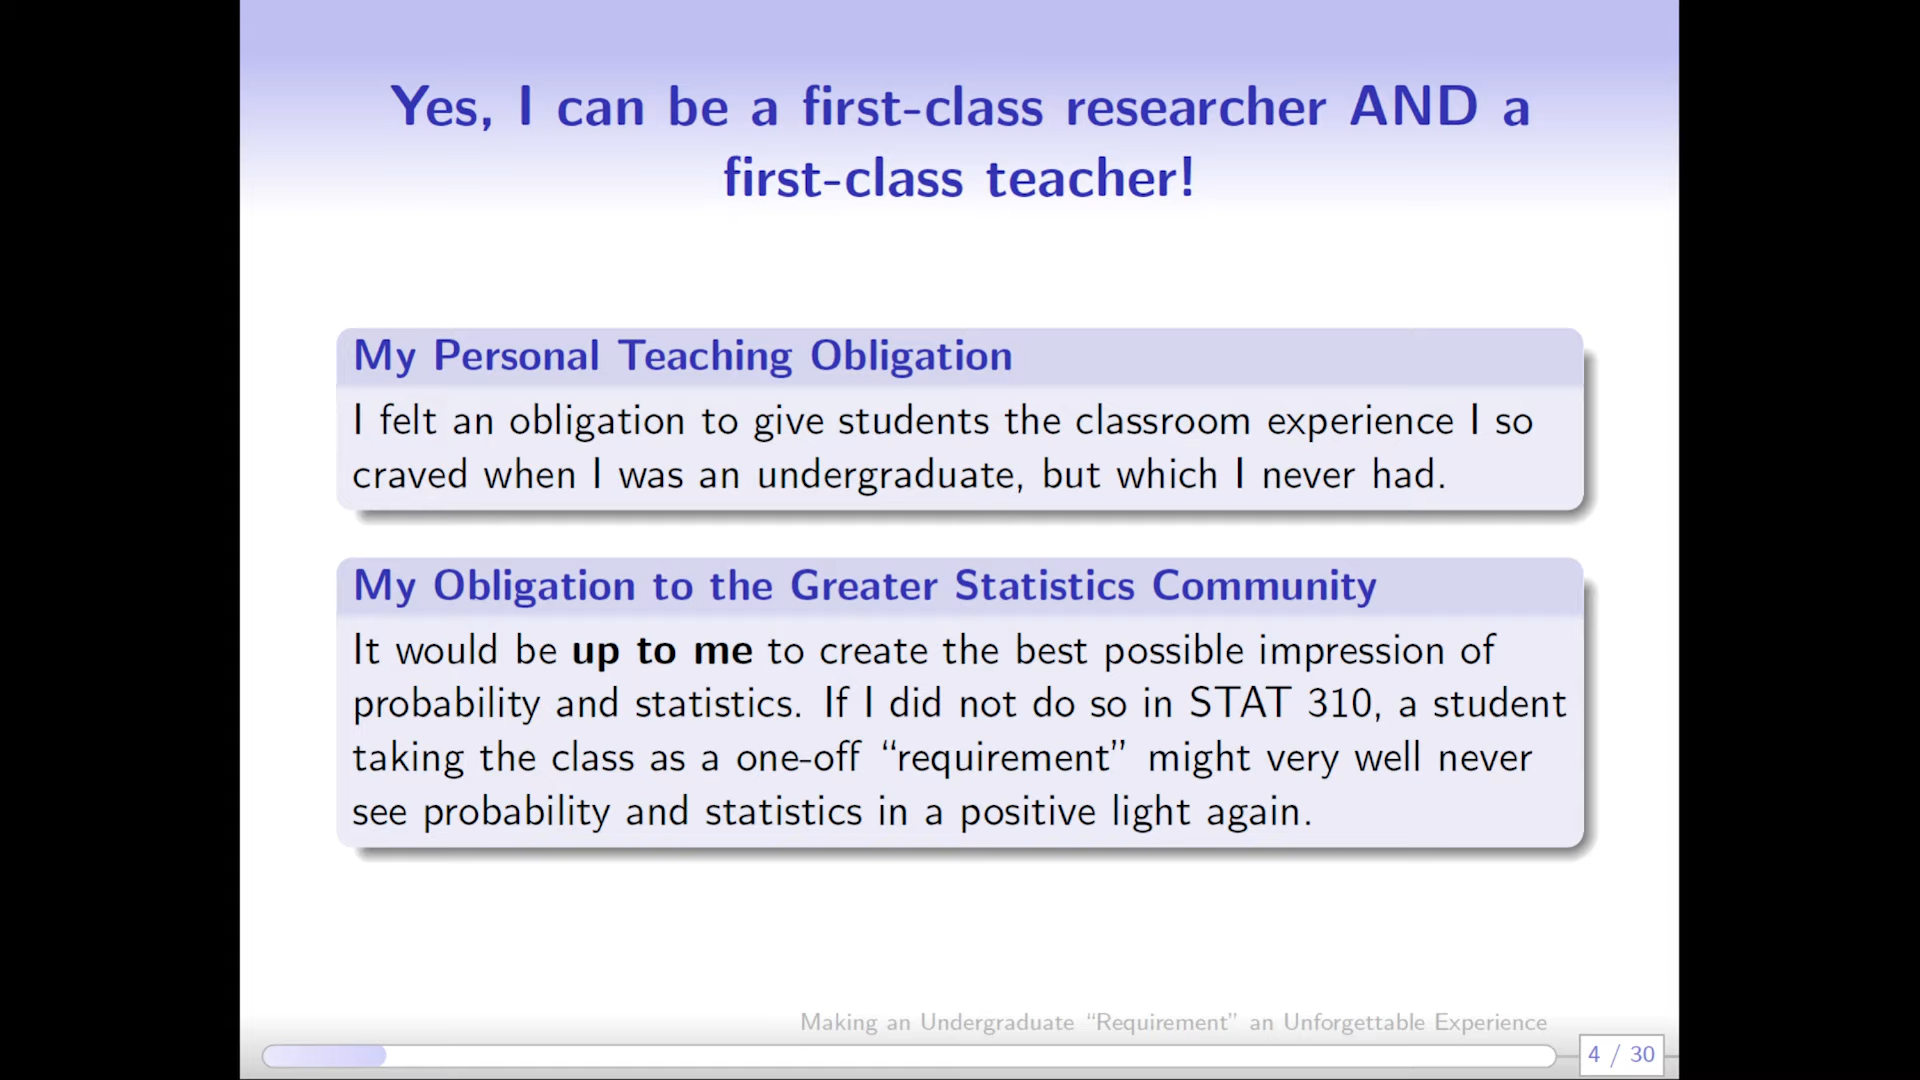 Yes, I can be a first-class researcher AND a
first-class teacher!
My Personal Teaching Obligation
I felt an obligation to give students the classroom experience I so
craved when I was an undergraduate, but which I never had.
My Obligation to the Greater Statistics Community
It would be up to me to create the best possible impression of
probability and statistics. If I did not do so in STAT 310, a student
taking the class as a one-off “requirement” might very well never
see probability and statistics in a positive light again.
Making an Undergraduate “Requirement” an Unforgettable Experience
4 / 30